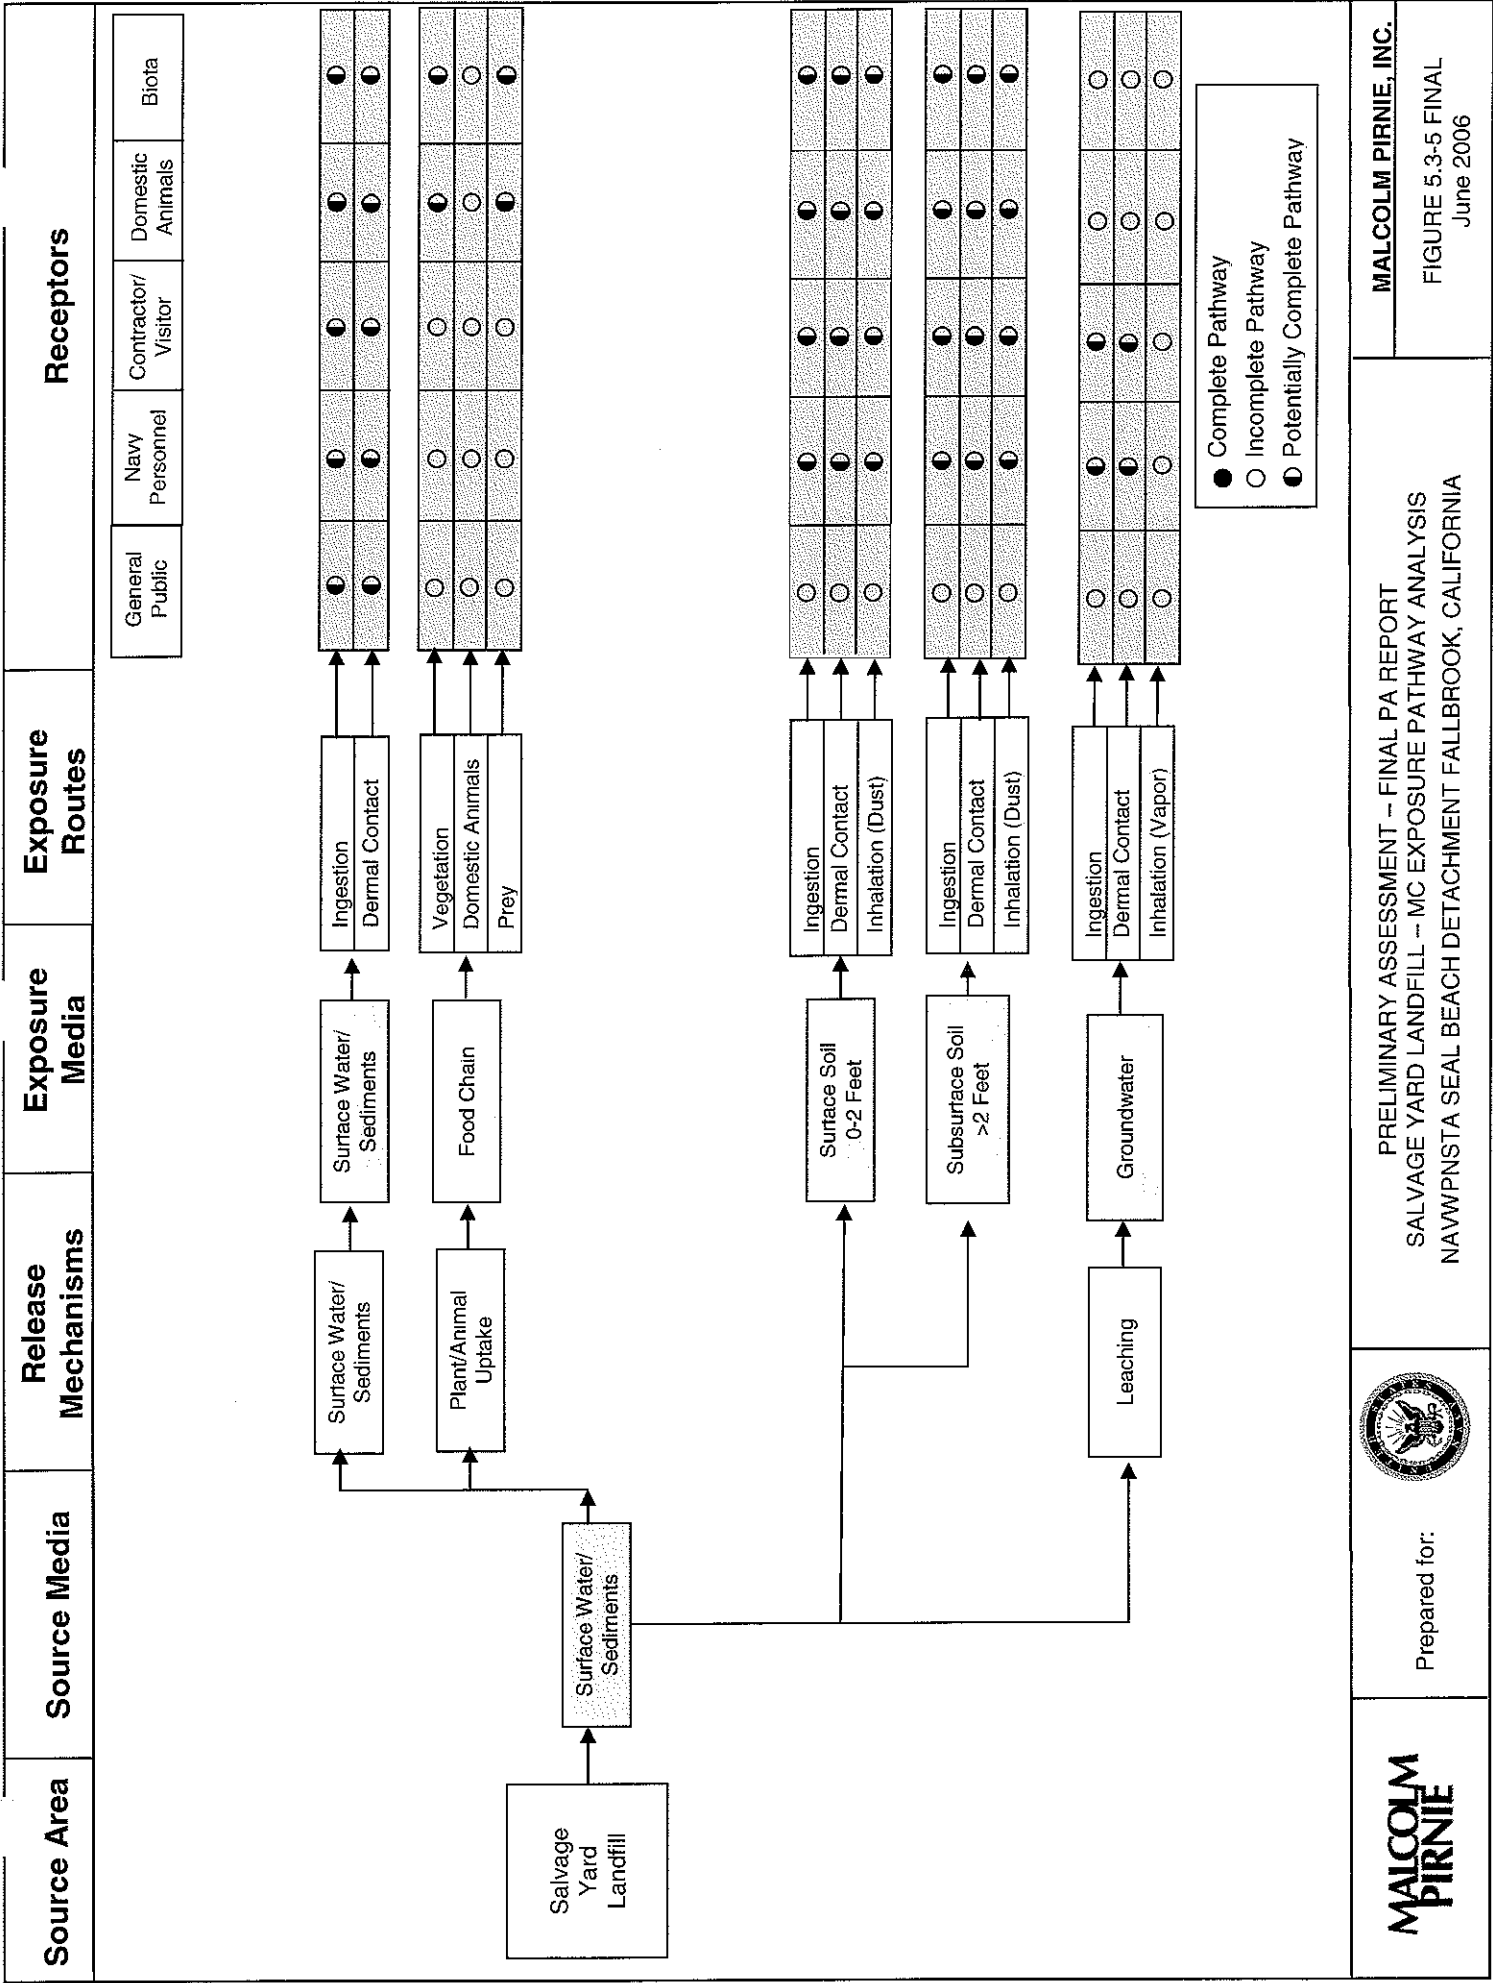 Source Area
Source Media
Release
Mechanisms
Exposure
Media
Exposure
Routes
Receptors
General
Public
Navy
Personnel
Contractor/
Visitor
Domestic
Animals
Biota
Salvage
Yard
Landfill
Surface Water/
Sediments
Surface Water/
Sediments
Surface Water/
Sediments
Ingestion
Dermal Contact
Plant/Animal
Uptake
Food Chain
Vegetation
Domestic Animals
Prey
Surface Soil
0-2 Feet
Ingestion
Dermal Contact
Inhalation (Dust)
Subsurface Soil
>2 Feet
Ingestion
Dermal Contact
Inhalation (Dust)
Leaching
Groundwater
Ingestion
Dermal Contact
Inhalation (Vapor)
Complete Pathway
Incomplete Pathway
Potentially Complete Pathway
MALCOLM
PIRNIE
Prepared for:
PRELIMINARY ASSESSMENT – FINAL PA REPORT
SALVAGE YARD LANDFILL – MC EXPOSURE PATHWAY ANALYSIS
NAVWPNSTA SEAL BEACH DETACHMENT FALLBROOK, CALIFORNIA
MALCOLM PIRNIE, INC.
FIGURE 5.3-5 FINAL
June 2006